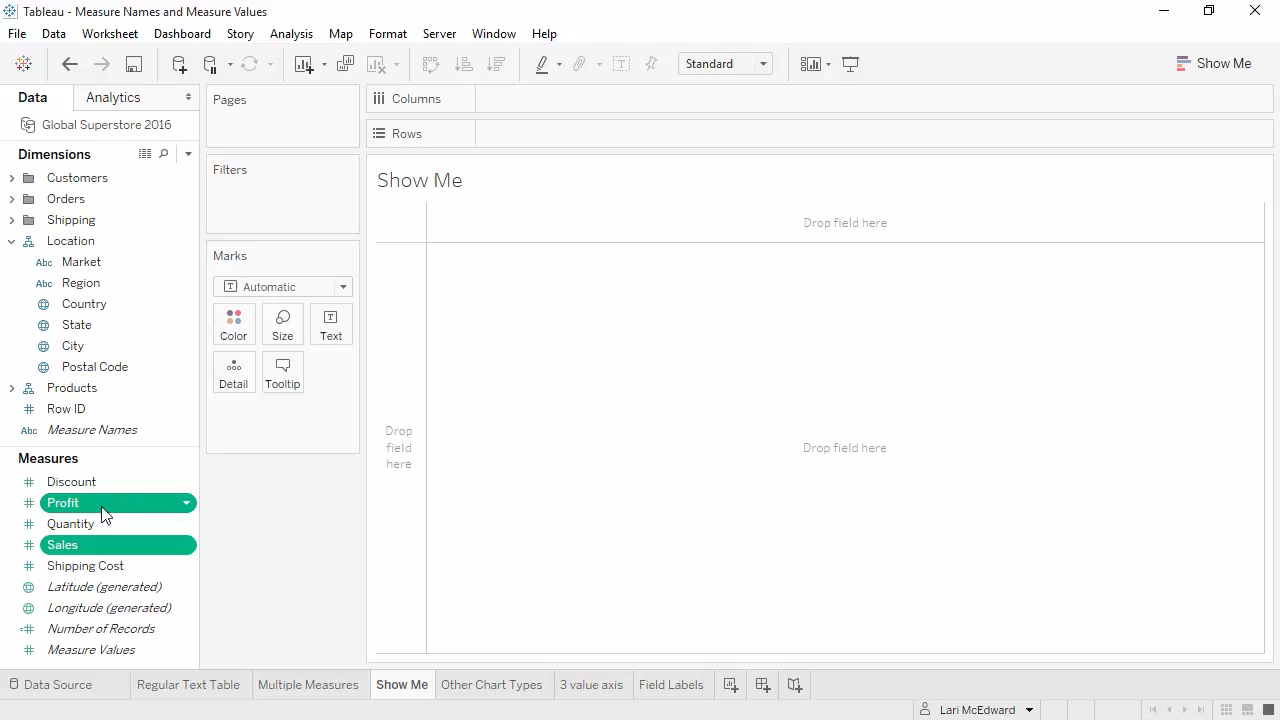 Tableau - Measure Names and Measure Values
File Data Worksheet Dashboard Story Analysis Map Format Server Window Help
Standard
Show Me
Data Analytics
Global Superstore 2016
Dimensions
Customers
Orders
Shipping
Location
Abc Market
Abc Region
Country
State
City
Postal Code
Products
Row ID
Abc Measure Names
Measures
Discount
Profit
Quantity
Sales
Shipping Cost
Latitude (generated)
Longitude (generated)
Number of Records
Measure Values
Pages
Filters
Marks
Automatic
Color Size Text
Detail Tooltip
Columns
Rows
Show Me
Drop field here
Drop
field
here
Drop field here
Data Source Regular Text Table Multiple Measures Show Me Other Chart Types 3 value axis Field Labels
Lari McEdward